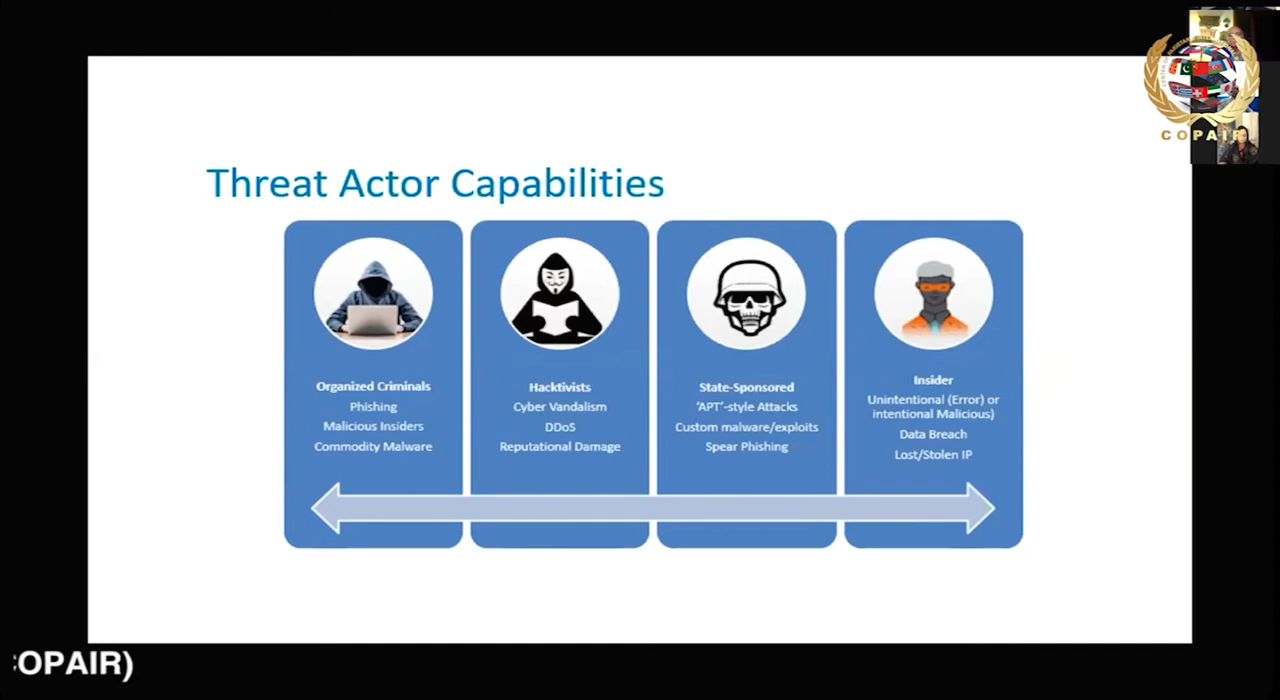 COPAIR
Threat Actor Capabilities
Organized Criminals
Phishing
Malicious Insiders
Commodity Malware
Hacktivists
Cyber Vandalism
DDoS
Reputational Damage
State-Sponsored
‘APT’-style Attacks
Custom malware/exploits
Spear Phishing
Insider
Unintentional (Error) or
intentional Malicious)
Data Breach
Lost/Stolen IP
OPAIR)